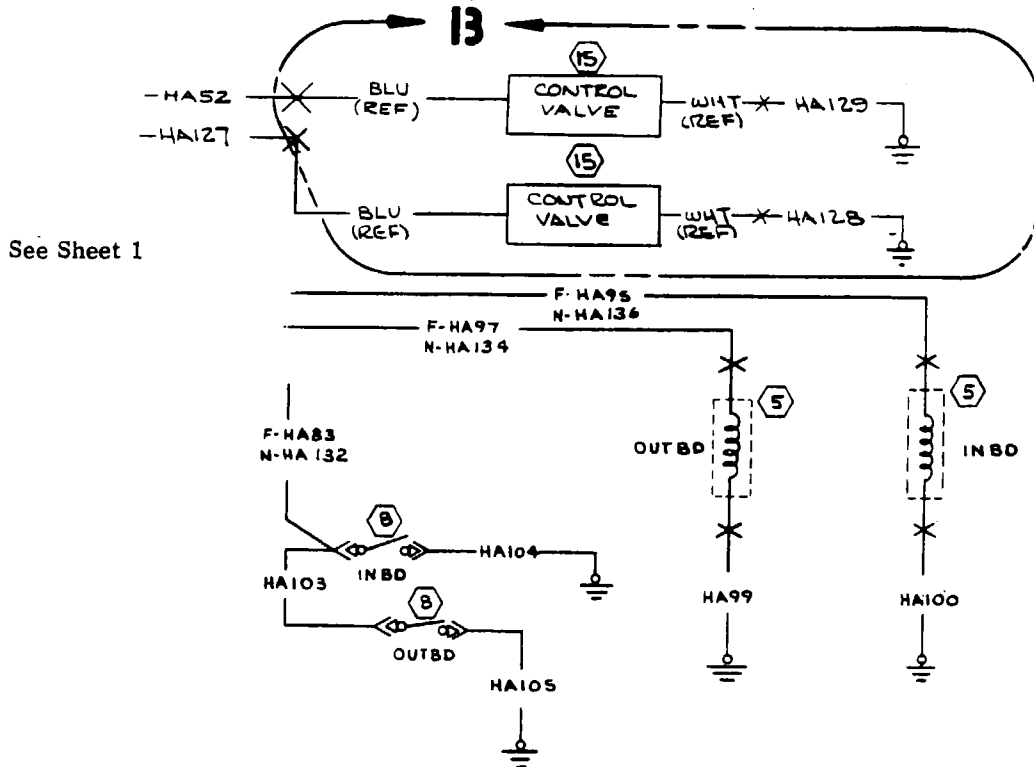 13
15
-HA52
BLU
(REF)
CONTROL
VALVE
WHT
(REF)
HA129
-HA127
15
BLU
(REF)
CONTROL
VALVE
WHT
(REF)
HA128
See Sheet 1
F-HA95
N-HA136
F-HA97
N-HA134
5
5
OUTBD
INBD
F-HA83
N-HA132
8
INBD
HA104
HA103
8
OUTBD
HA99
HA100
HA105